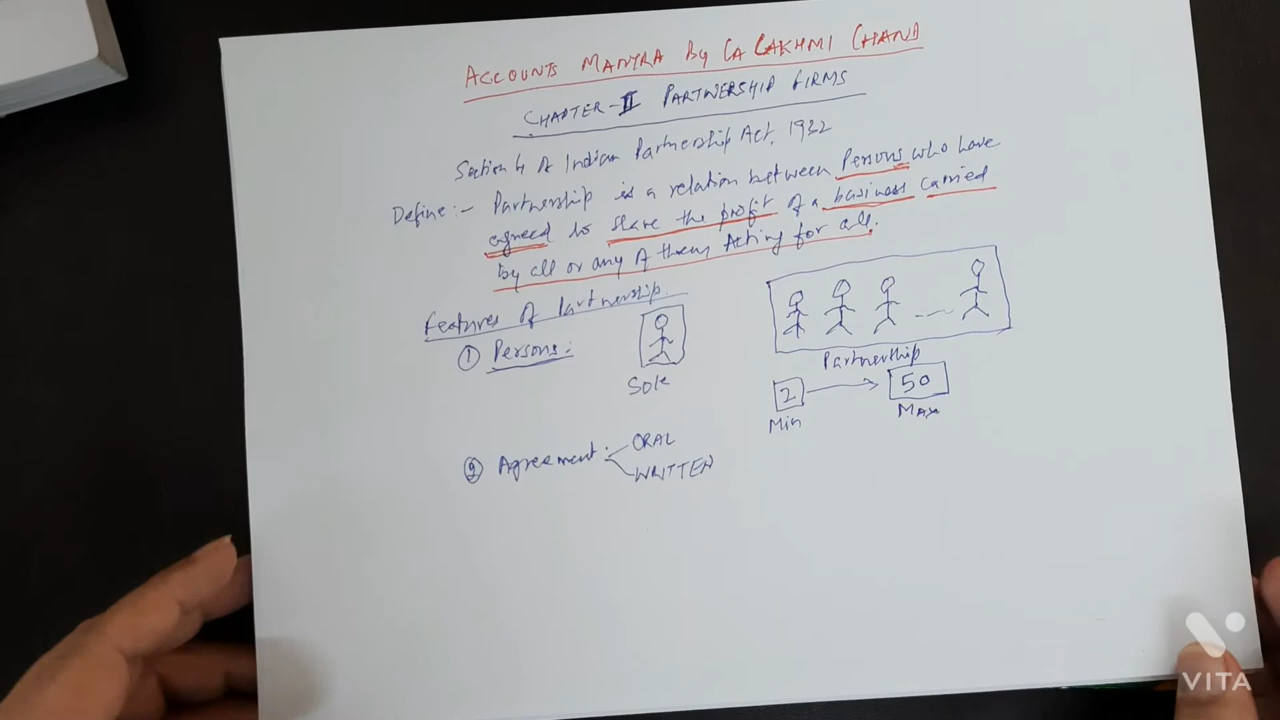 ACCOUNTS MANTRA By CA LAKHMI CHAND
CHAPTER-II PARTNERSHIP FIRMS
Section 4 of Indian Partnership Act, 1932
Define:- Partnership is a relation between Persons who have
agreed to share the profit of a business carried
by all or any of them Acting for all.
Features of Partnership
① Persons:
Sole
Partnership
2 50
Min Max
② Agreement:
ORAL
WRITTEN
VITA